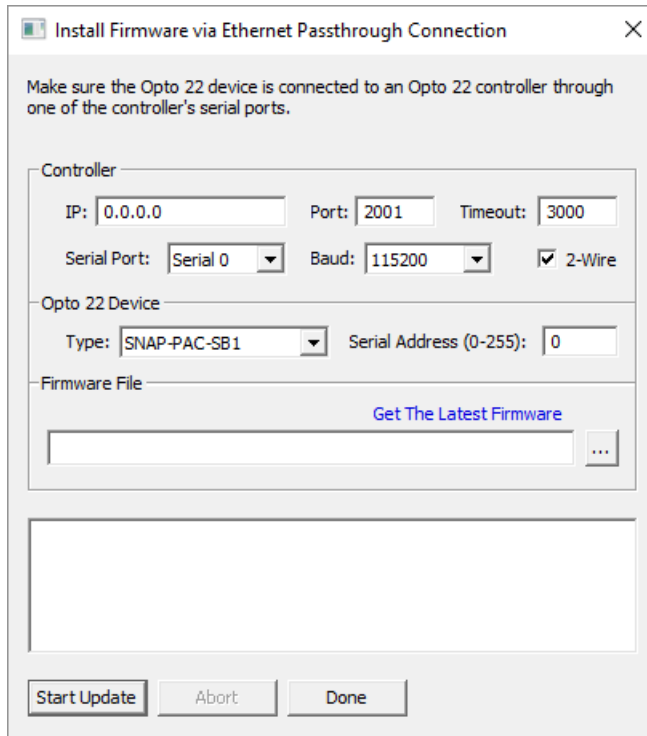 Install Firmware via Ethernet Passthrough Connection
Make sure the Opto 22 device is connected to an Opto 22 controller through
one of the controller's serial ports.
Controller
IP: 0.0.0.0 Port: 2001 Timeout: 3000
Serial Port: Serial 0 Baud: 115200 2-Wire
Opto 22 Device
Type: SNAP-PAC-SB1 Serial Address (0-255): 0
Firmware File
Get The Latest Firmware
...
Start Update Abort Done